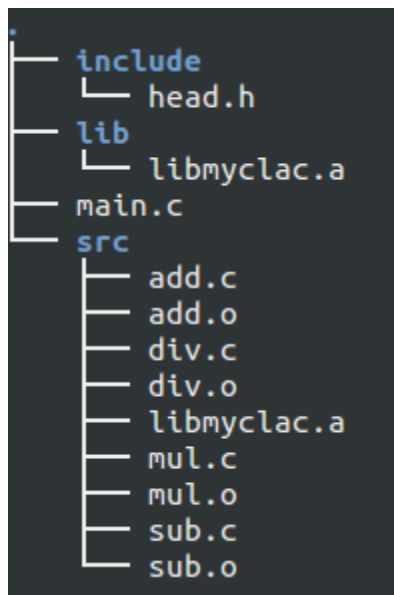 .
├── include
│   └── head.h
├── lib
│   └── libmyclac.a
├── main.c
└── src
    ├── add.c
    ├── add.o
    ├── div.c
    ├── div.o
    ├── libmyclac.a
    ├── mul.c
    ├── mul.o
    ├── sub.c
    └── sub.o